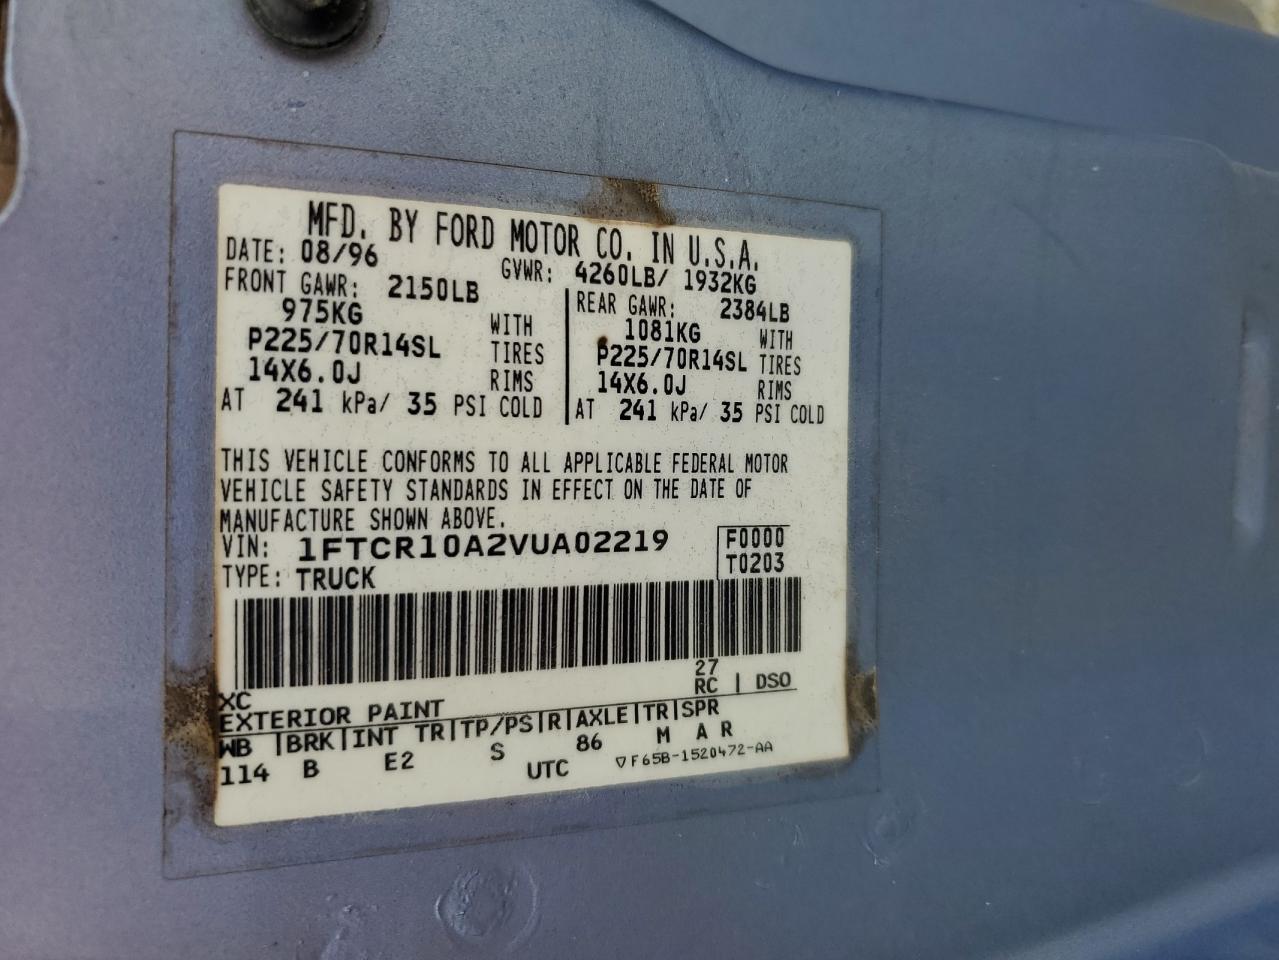 MFD. BY FORD MOTOR CO. IN U.S.A.
DATE: 08/96 GVWR: 4260LB/ 1932KG
FRONT GAWR: 2150LB REAR GAWR: 2384LB
975KG WITH 1081KG WITH
P225/70R14SL TIRES P225/70R14SL TIRES
14X6.0J RIMS 14X6.0J RIMS
AT 241 kPa/ 35 PSI COLD AT 241 kPa/ 35 PSI COLD
THIS VEHICLE CONFORMS TO ALL APPLICABLE FEDERAL MOTOR
VEHICLE SAFETY STANDARDS IN EFFECT ON THE DATE OF
MANUFACTURE SHOWN ABOVE.
VIN: 1FTCR10A2VUA02219 F0000
TYPE: TRUCK T0203
XC 27
EXTERIOR PAINT RC | DSO
WB |BRK|INT TR|TP/PS|R|AXLE|TR|SPR
114 B E2 S 86 M A R
UTC ▽F65B-1520472-AA